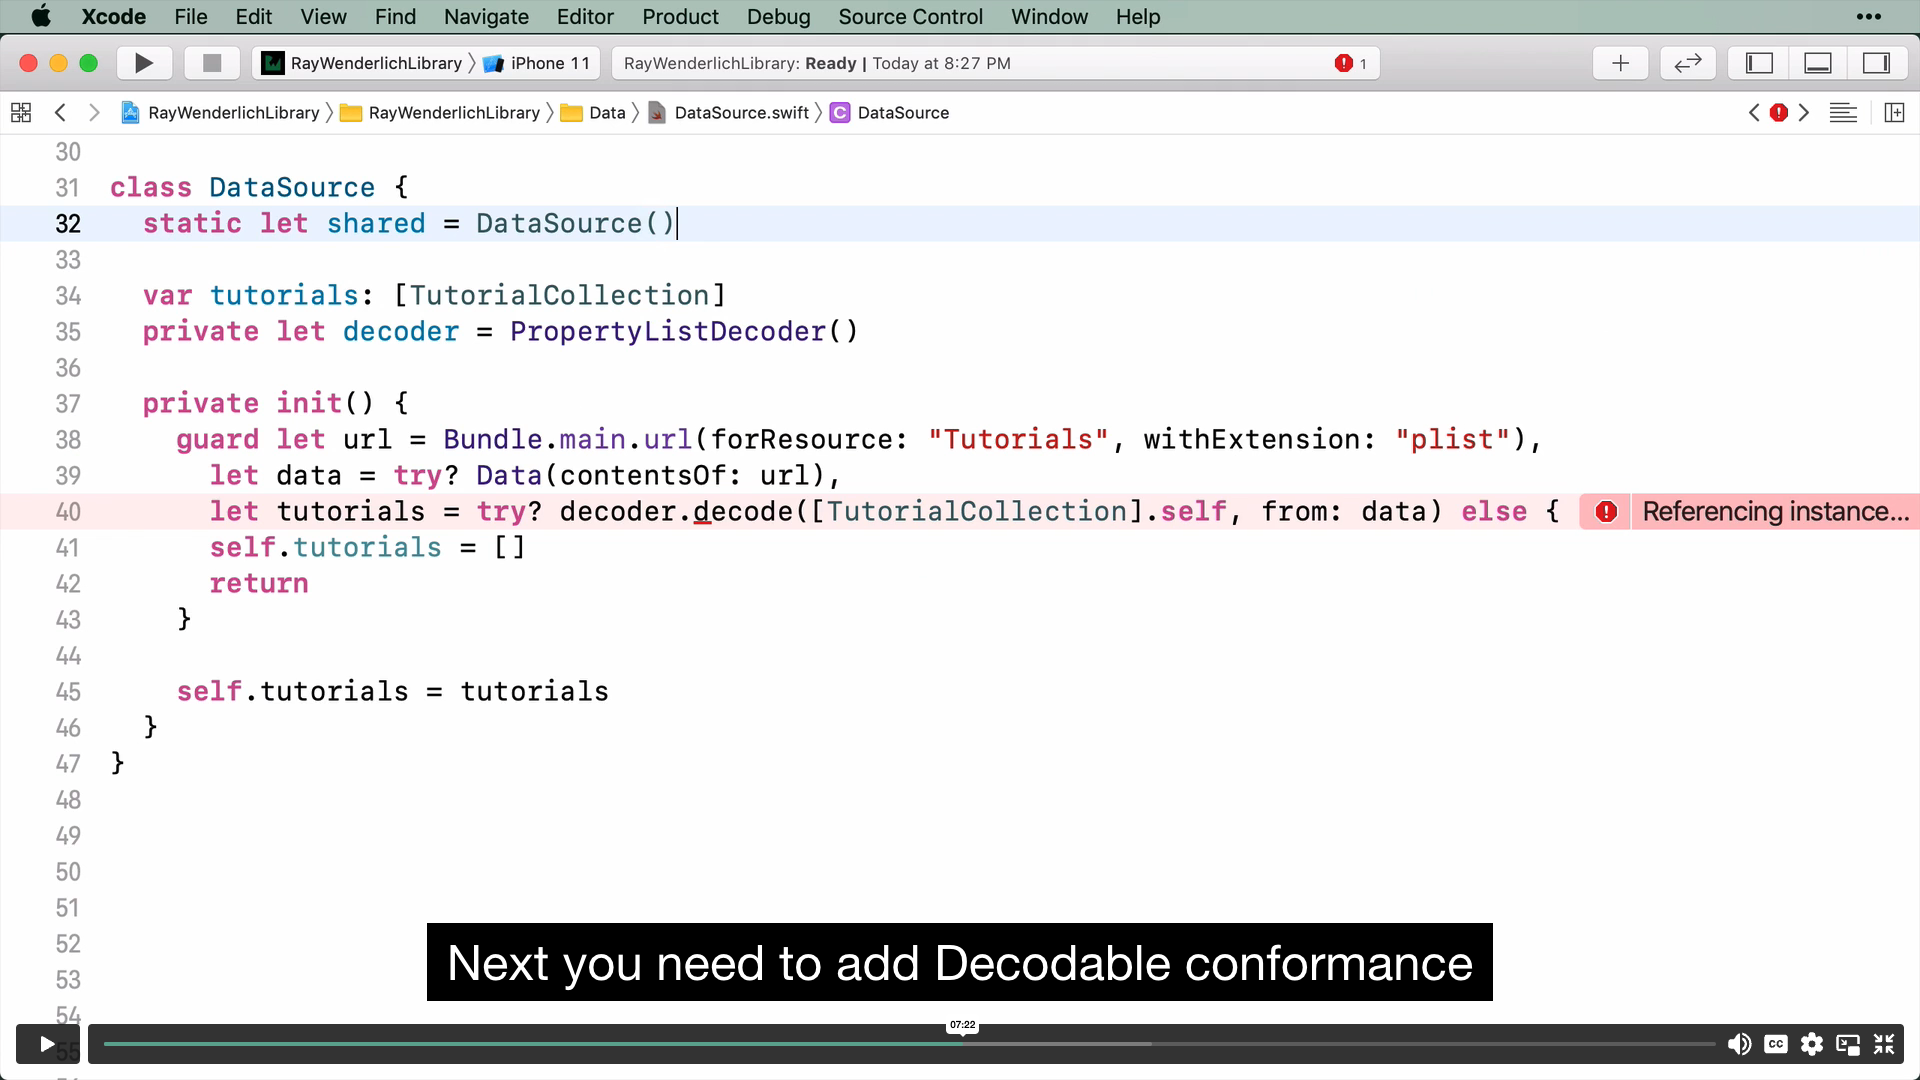 Xcode File Edit View Find Navigate Editor Product Debug Source Control Window Help
RayWenderlichLibrary iPhone 11 RayWenderlichLibrary: Ready | Today at 8:27 PM 1
RayWenderlichLibrary RayWenderlichLibrary Data DataSource.swift C DataSource
30
31 class DataSource {
32 static let shared = DataSource()
33
34 var tutorials: [TutorialCollection]
35 private let decoder = PropertyListDecoder()
36
37 private init() {
38 guard let url = Bundle.main.url(forResource: "Tutorials", withExtension: "plist"),
39 let data = try? Data(contentsOf: url),
40 let tutorials = try? decoder.decode([TutorialCollection].self, from: data) else { Referencing instance...
41 self.tutorials = []
42 return
43 }
44
45 self.tutorials = tutorials
46 }
47 }
48
49
50
51
52
53
54
55
Next you need to add Decodable conformance
07:22
CC